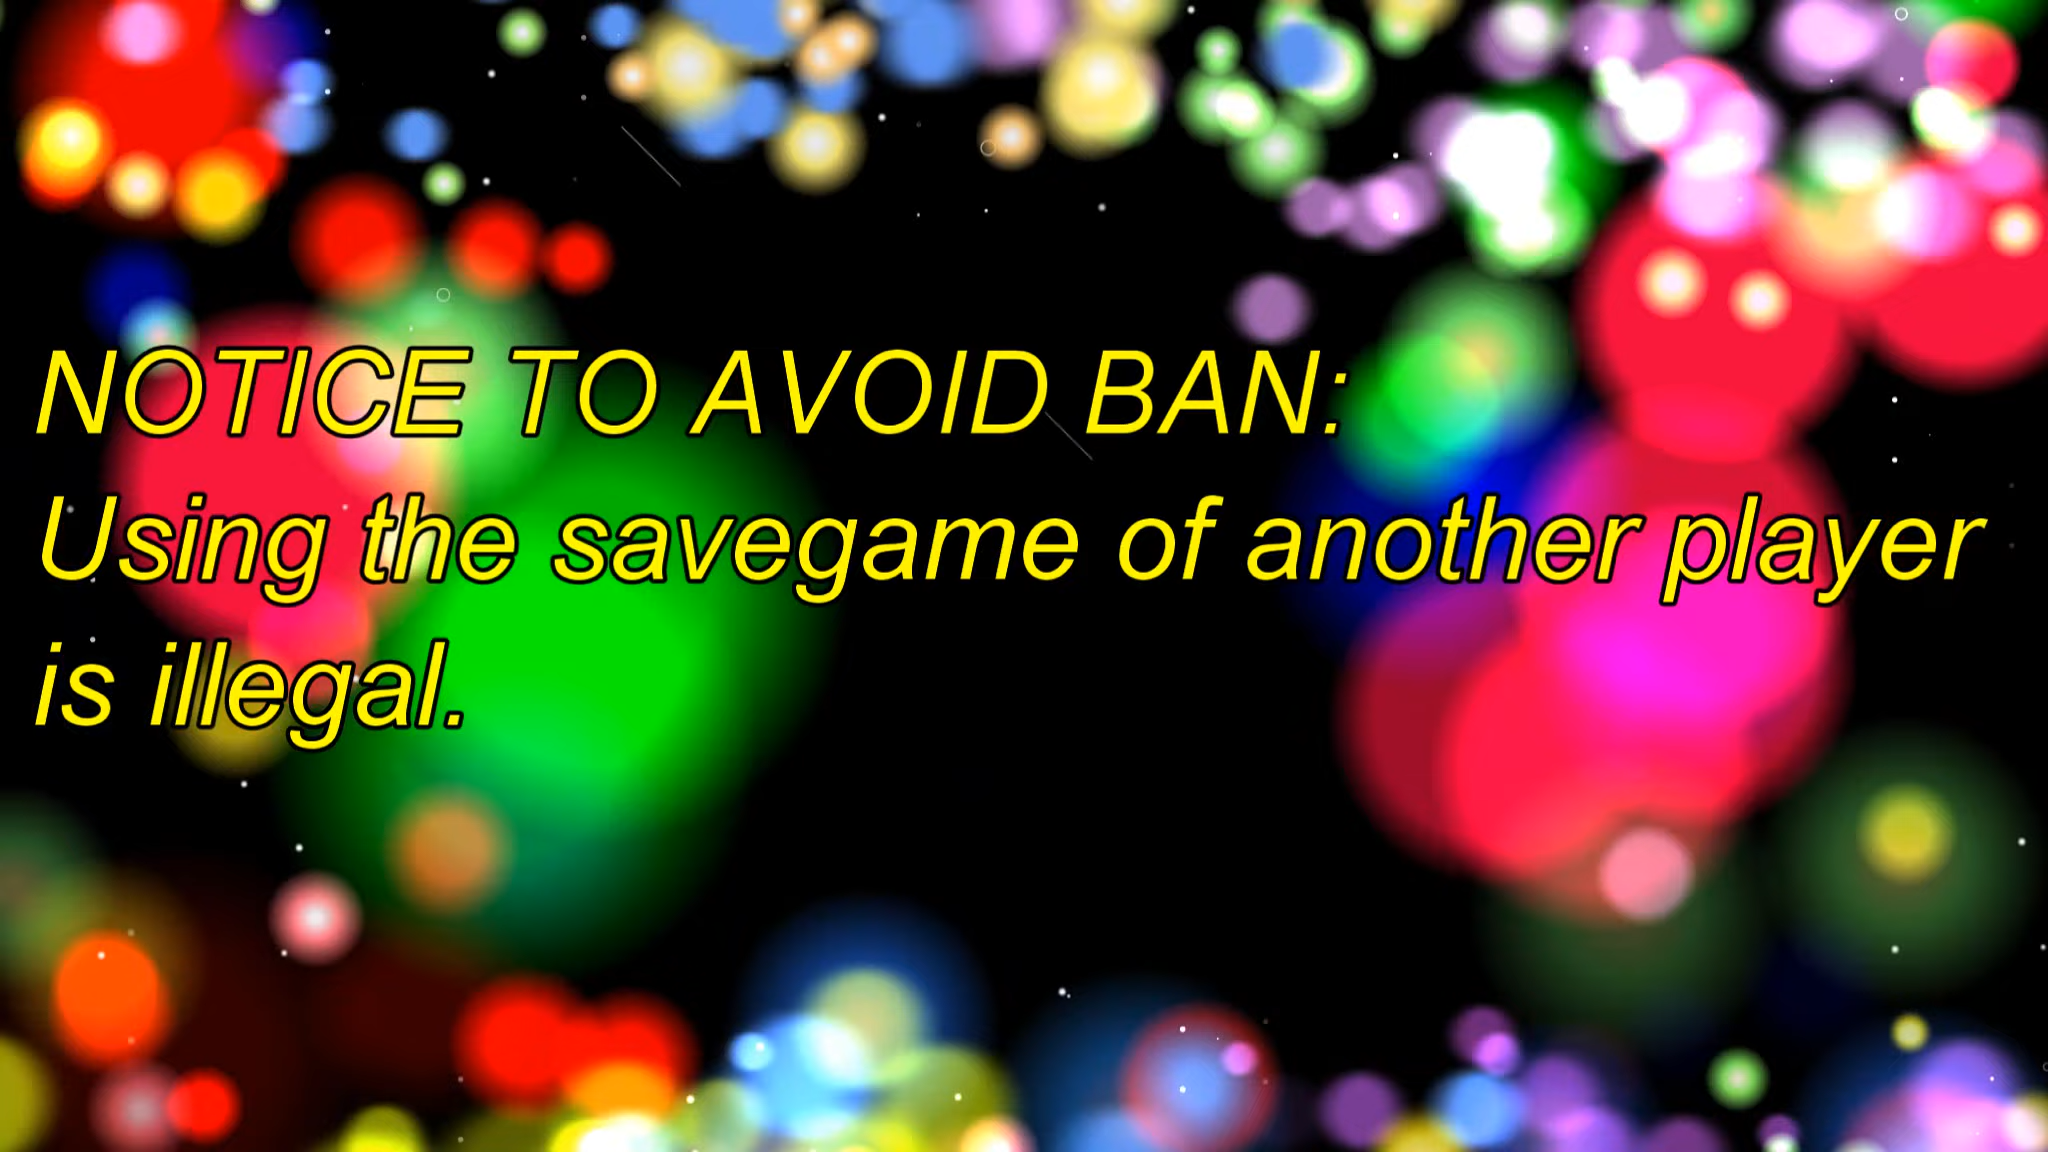 NOTICE TO AVOID BAN:
Using the savegame of another player
is illegal.